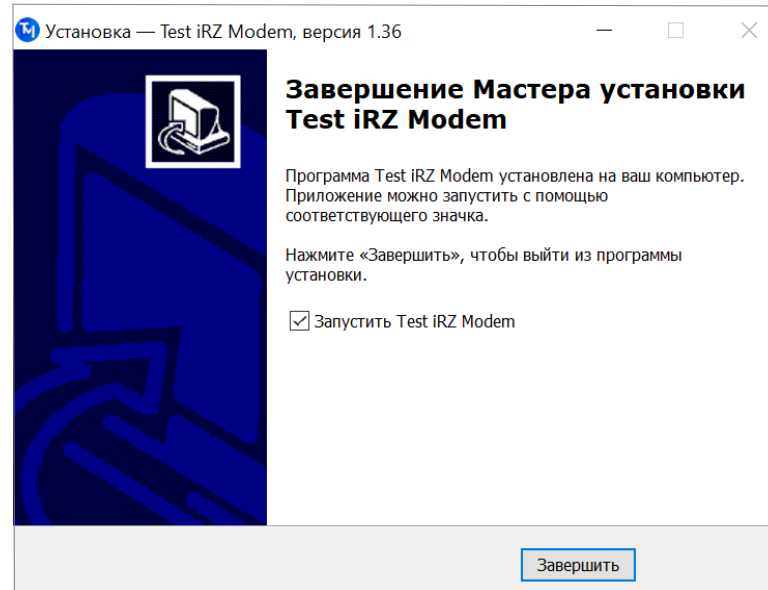 Установка — Test iRZ Modem, версия 1.36
Завершение Мастера установки
Test iRZ Modem
Программа Test iRZ Modem установлена на ваш компьютер.
Приложение можно запустить с помощью
соответствующего значка.
Нажмите «Завершить», чтобы выйти из программы
установки.
Запустить Test iRZ Modem
Завершить